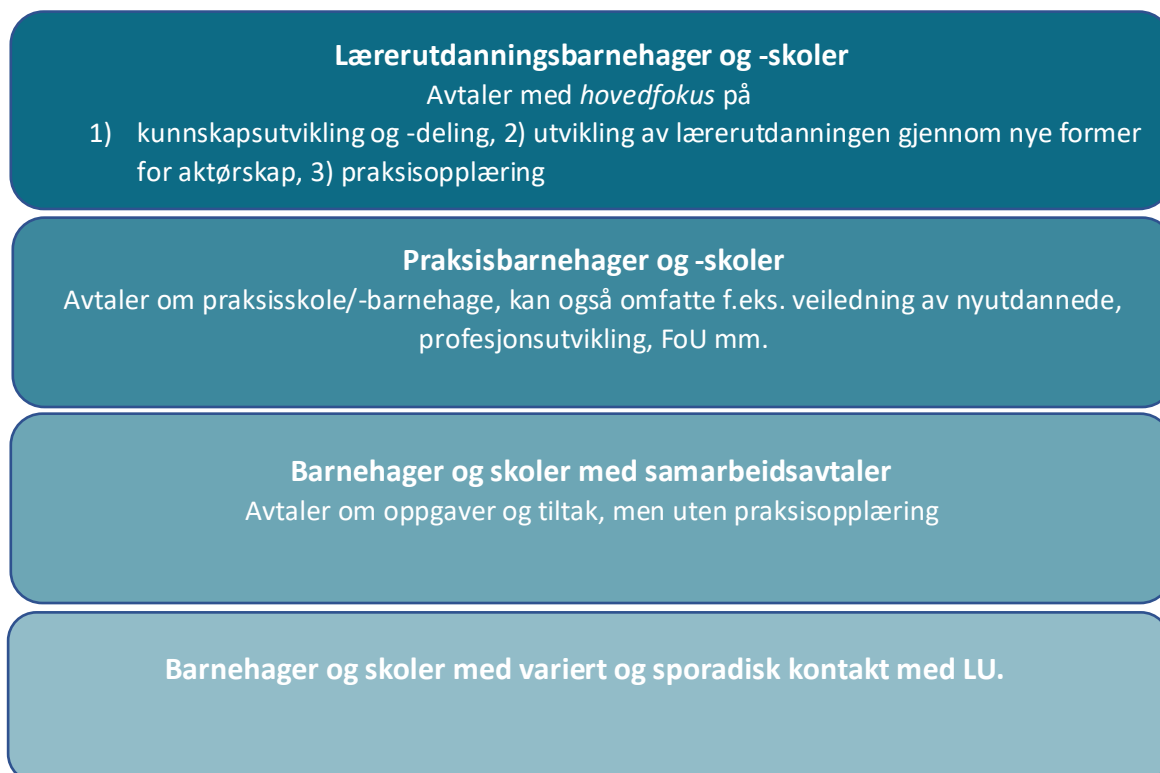 Lærerutdanningsbarnehager og -skoler
Avtaler med hovedfokus på
1) kunnskapsutvikling og -deling, 2) utvikling av lærerutdanningen gjennom nye former
for aktørskap, 3) praksisopplæring
Praksisbarnehager og -skoler
Avtaler om praksisskole/-barnehage, kan også omfatte f.eks. veiledning av nyutdannede,
profesjonsutvikling, FoU mm.
Barnehager og skoler med samarbeidsavtaler
Avtaler om oppgaver og tiltak, men uten praksisopplæring
Barnehager og skoler med variert og sporadisk kontakt med LU.